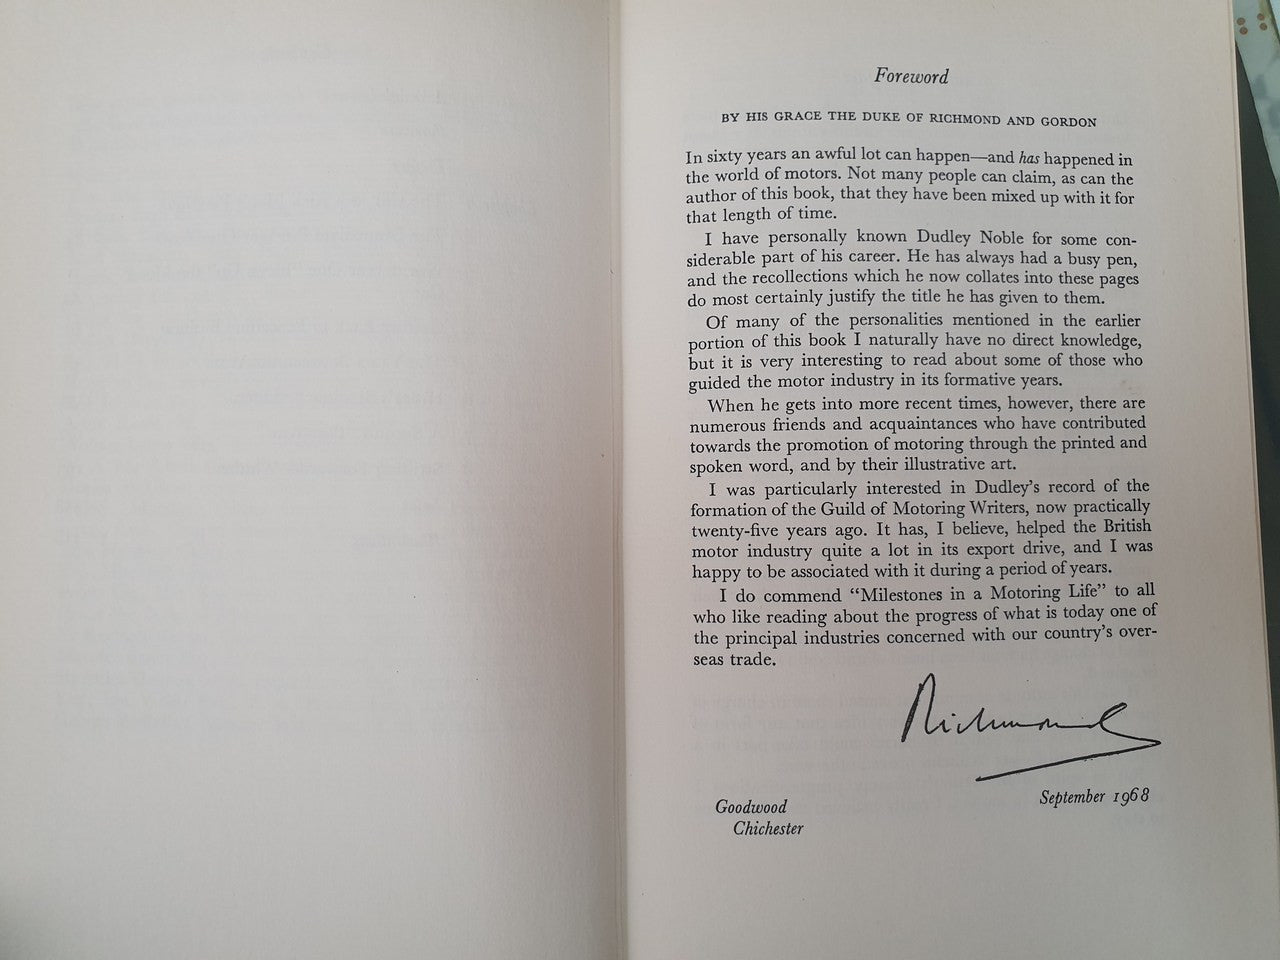 Foreword
BY HIS GRACE THE DUKE OF RICHMOND AND GORDON
In sixty years an awful lot can happen—and has happened in
the world of motors. Not many people can claim, as can the
author of this book, that they have been mixed up with it for
that length of time.
I have personally known Dudley Noble for some con-
siderable part of his career. He has always had a busy pen,
and the recollections which he now collates into these pages
do most certainly justify the title he has given to them.
Of many of the personalities mentioned in the earlier
portion of this book I naturally have no direct knowledge,
but it is very interesting to read about some of those who
guided the motor industry in its formative years.
When he gets into more recent times, however, there are
numerous friends and acquaintances who have contributed
towards the promotion of motoring through the printed and
spoken word, and by their illustrative art.
I was particularly interested in Dudley's record of the
formation of the Guild of Motoring Writers, now practically
twenty-five years ago. It has, I believe, helped the British
motor industry quite a lot in its export drive, and I was
happy to be associated with it during a period of years.
I do commend “Milestones in a Motoring Life” to all
who like reading about the progress of what is today one of
the principal industries concerned with our country's over-
seas trade.
Richmond
September 1968
Goodwood
Chichester